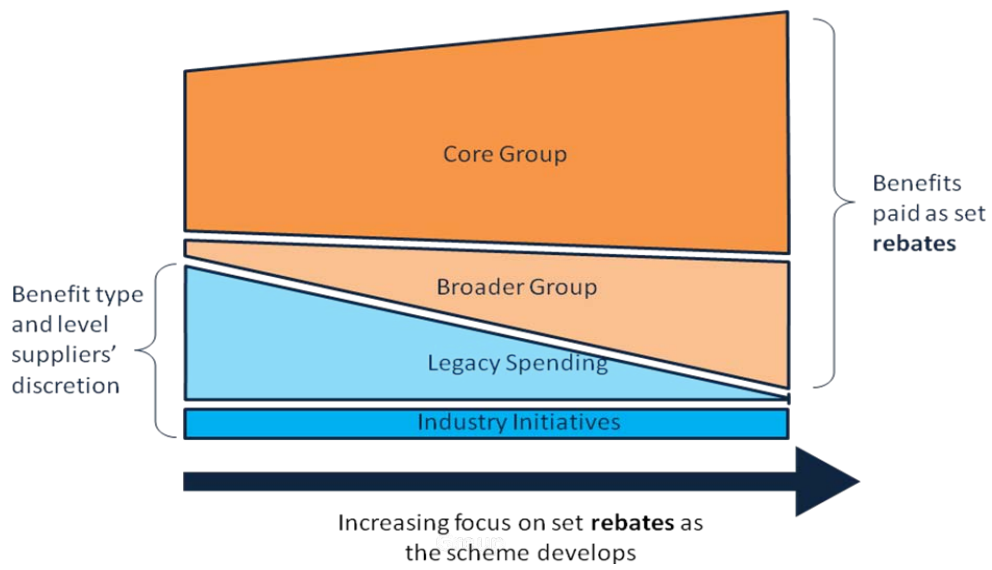 Core Group
Benefits
paid as set
rebates
Broader Group
Benefit type
and level
suppliers’
discretion
Legacy Spending
Industry Initiatives
Increasing focus on set rebates as
the scheme develops